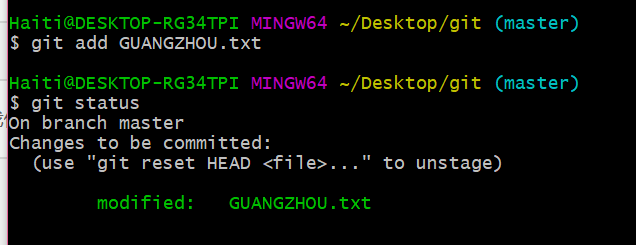 Haiti@DESKTOP-RG34TPI MINGW64 ~/Desktop/git (master)
$ git add GUANGZHOU.txt
Haiti@DESKTOP-RG34TPI MINGW64 ~/Desktop/git (master)
$ git status
On branch master
Changes to be committed:
  (use "git reset HEAD <file>..." to unstage)
        modified:   GUANGZHOU.txt